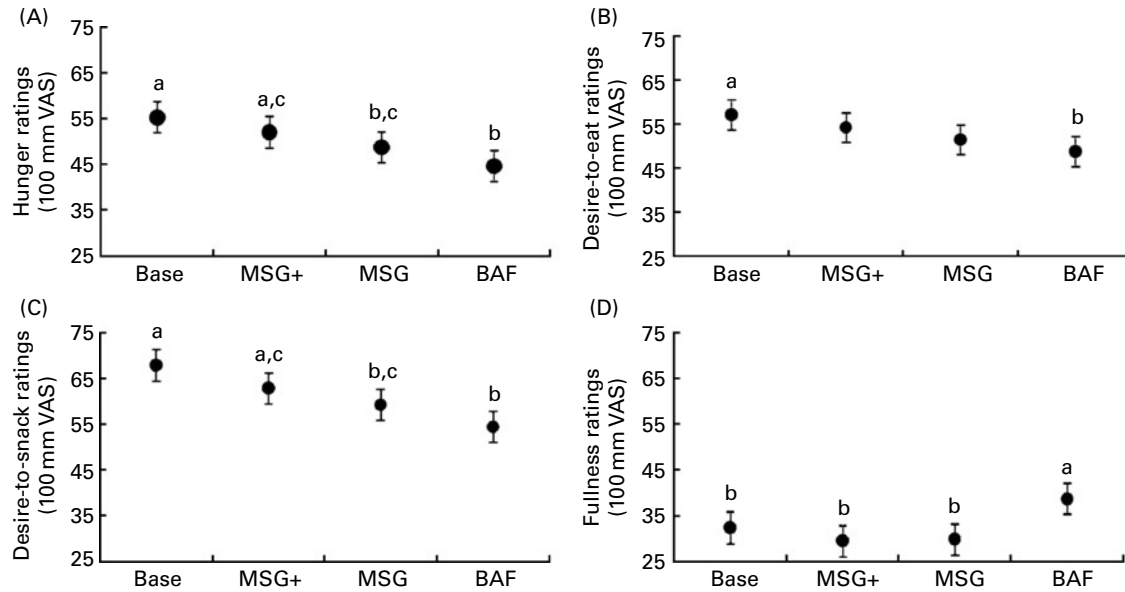 (A)
Hunger ratings
(100 mm VAS)
75
65
55
45
35
25
a
a,c
b,c
b
Base
MSG+
MSG
BAF
(B)
Desire-to-eat ratings
(100 mm VAS)
75
65
55
45
35
25
a
b
Base
MSG+
MSG
BAF
(C)
Desire-to-snack ratings
(100 mm VAS)
75
65
55
45
35
25
a
a,c
b,c
b
Base
MSG+
MSG
BAF
(D)
Fullness ratings
(100 mm VAS)
75
65
55
45
35
25
b
b
b
a
Base
MSG+
MSG
BAF